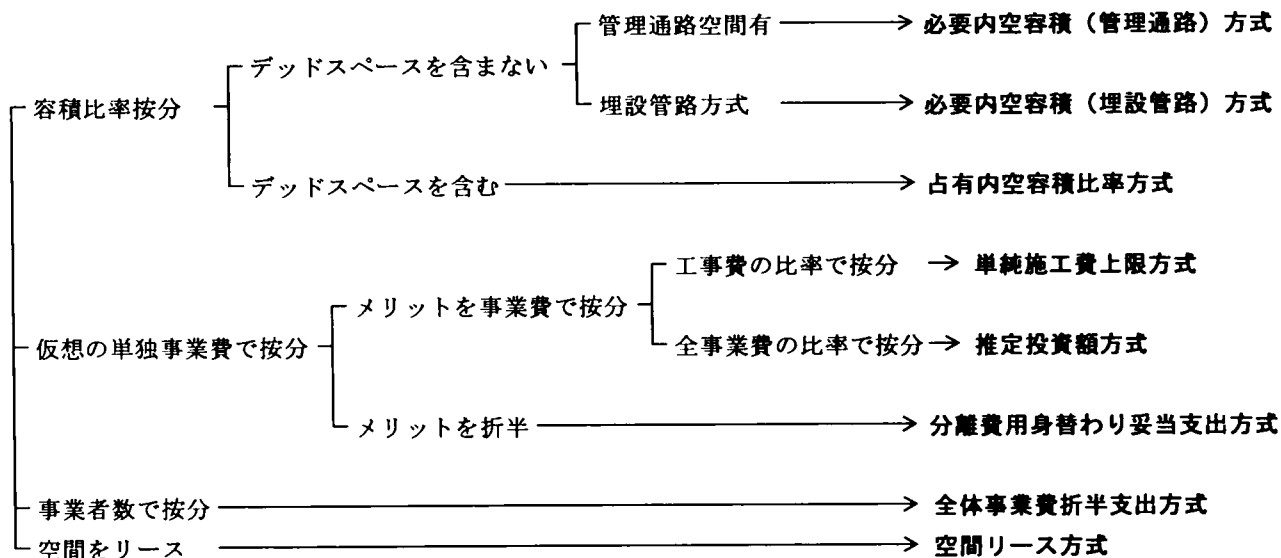 管理通路空間有 → 必要内空容積（管理通路）方式
デッドスペースを含まない
埋設管路方式 → 必要内空容積（埋設管路）方式
容積比率按分
デッドスペースを含む → 占有内空容積比率方式
工事費の比率で按分 → 単純施工費上限方式
メリットを事業費で按分
全事業費の比率で按分 → 推定投資額方式
仮想の単独事業費で按分
メリットを折半 → 分離費用身替わり妥当支出方式
事業者数で按分 → 全体事業費折半支出方式
空間をリース → 空間リース方式